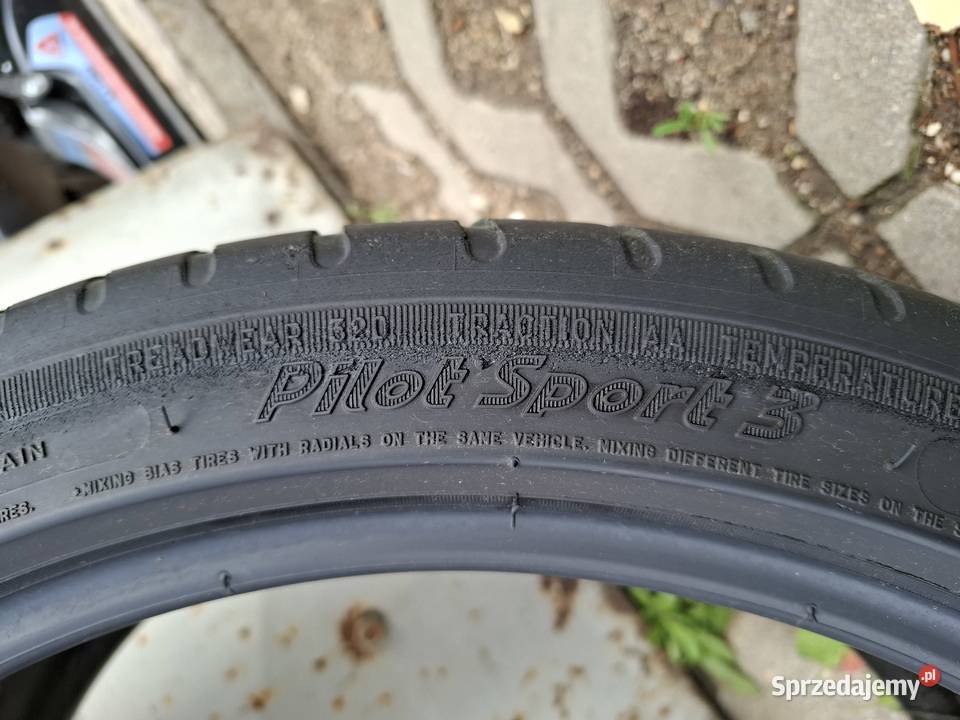 TREADWEAR 320 TRACTION AA TEMPERATURE
Pilot Sport 3
AIN
MIXING BIAS TIRES WITH RADIALS ON THE SAME VEHICLE. MIXING DIFFERENT TIRE SIZES ON THE S
RES.
Sprzedajemy.pl